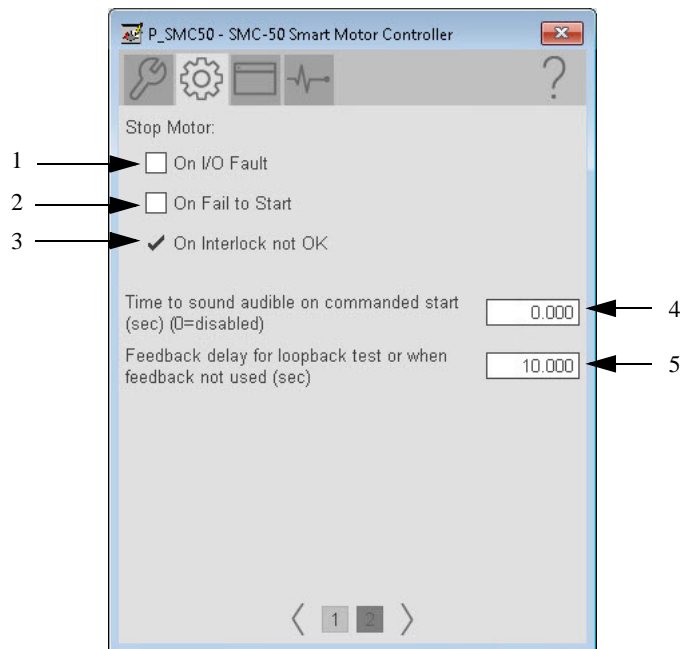 P_SMC50 - SMC-50 Smart Motor Controller
?
Stop Motor:
1
On I/O Fault
2
On Fail to Start
3
On Interlock not OK
Time to sound audible on commanded start
(sec) (0=disabled)
0.000
4
Feedback delay for loopback test or when
feedback not used (sec)
10.000
5
1 2